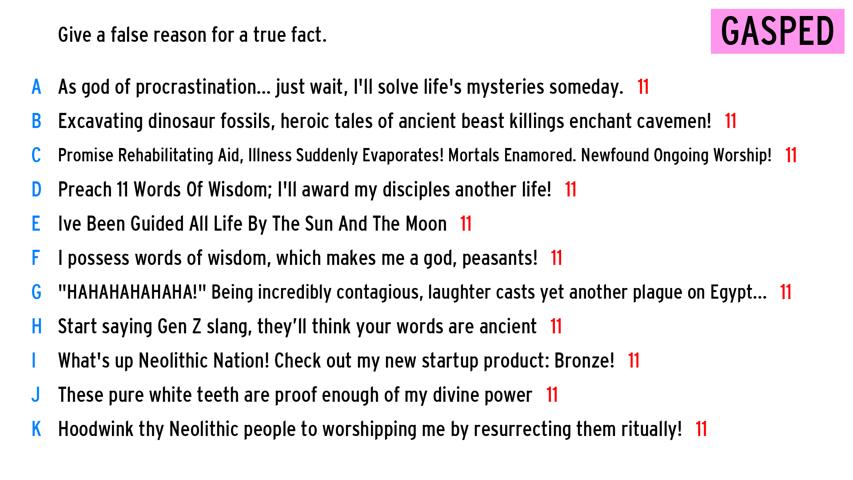 Give a false reason for a true fact.
GASPED
A As god of procrastination... just wait, I'll solve life's mysteries someday. 11
B Excavating dinosaur fossils, heroic tales of ancient beast killings enchant cavemen! 11
C Promise Rehabilitating Aid, Illness Suddenly Evaporates! Mortals Enamored. Newfound Ongoing Worship! 11
D Preach 11 Words Of Wisdom; I'll award my disciples another life! 11
E Ive Been Guided All Life By The Sun And The Moon 11
F I possess words of wisdom, which makes me a god, peasants! 11
G "HAHAHAHAHAHA!" Being incredibly contagious, laughter casts yet another plague on Egypt... 11
H Start saying Gen Z slang, they’ll think your words are ancient 11
I What's up Neolithic Nation! Check out my new startup product: Bronze! 11
J These pure white teeth are proof enough of my divine power 11
K Hoodwink thy Neolithic people to worshipping me by resurrecting them ritually! 11